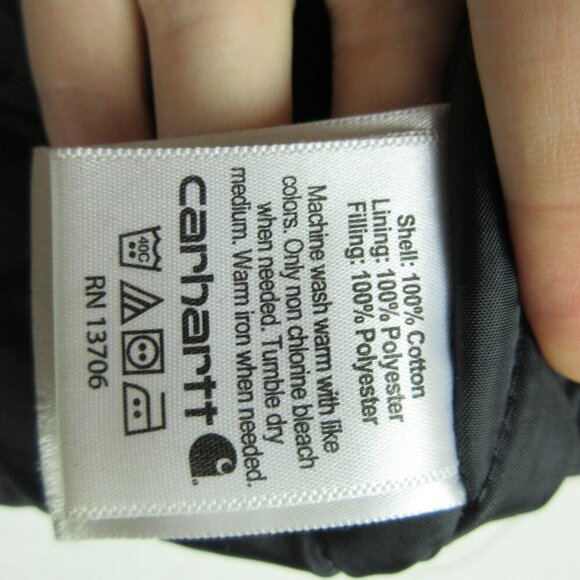 Shell: 100% Cotton
Lining: 100% Polyester
Filling: 100% Polyester
Machine wash warm with like
colors. Only non chlorine bleach
when needed. Tumble dry
medium. Warm iron when needed.
carhartt
40C
RN 13706